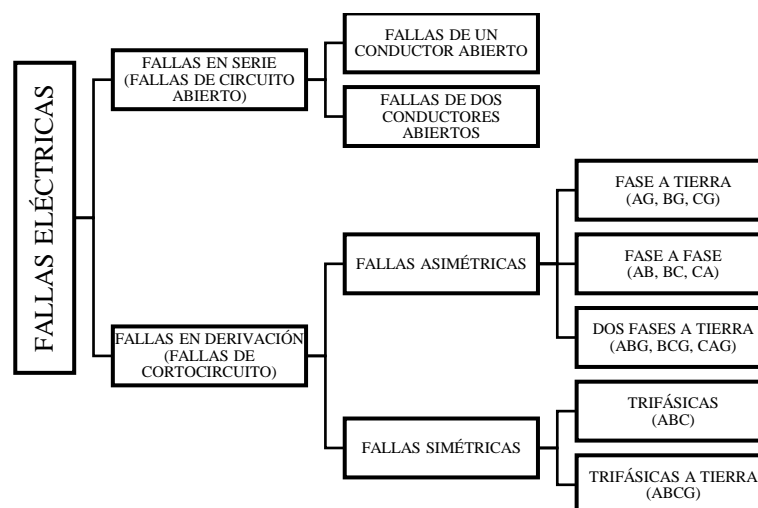 FALLAS ELÉCTRICAS
FALLAS EN SERIE
(FALLAS DE CIRCUITO
ABIERTO)
FALLAS DE UN
CONDUCTOR ABIERTO
FALLAS DE DOS
CONDUCTORES
ABIERTOS
FALLAS EN DERIVACIÓN
(FALLAS DE
CORTOCIRCUITO)
FALLAS ASIMÉTRICAS
FASE A TIERRA
(AG, BG, CG)
FASE A FASE
(AB, BC, CA)
DOS FASES A TIERRA
(ABG, BCG, CAG)
FALLAS SIMÉTRICAS
TRIFÁSICAS
(ABC)
TRIFÁSICAS A TIERRA
(ABCG)